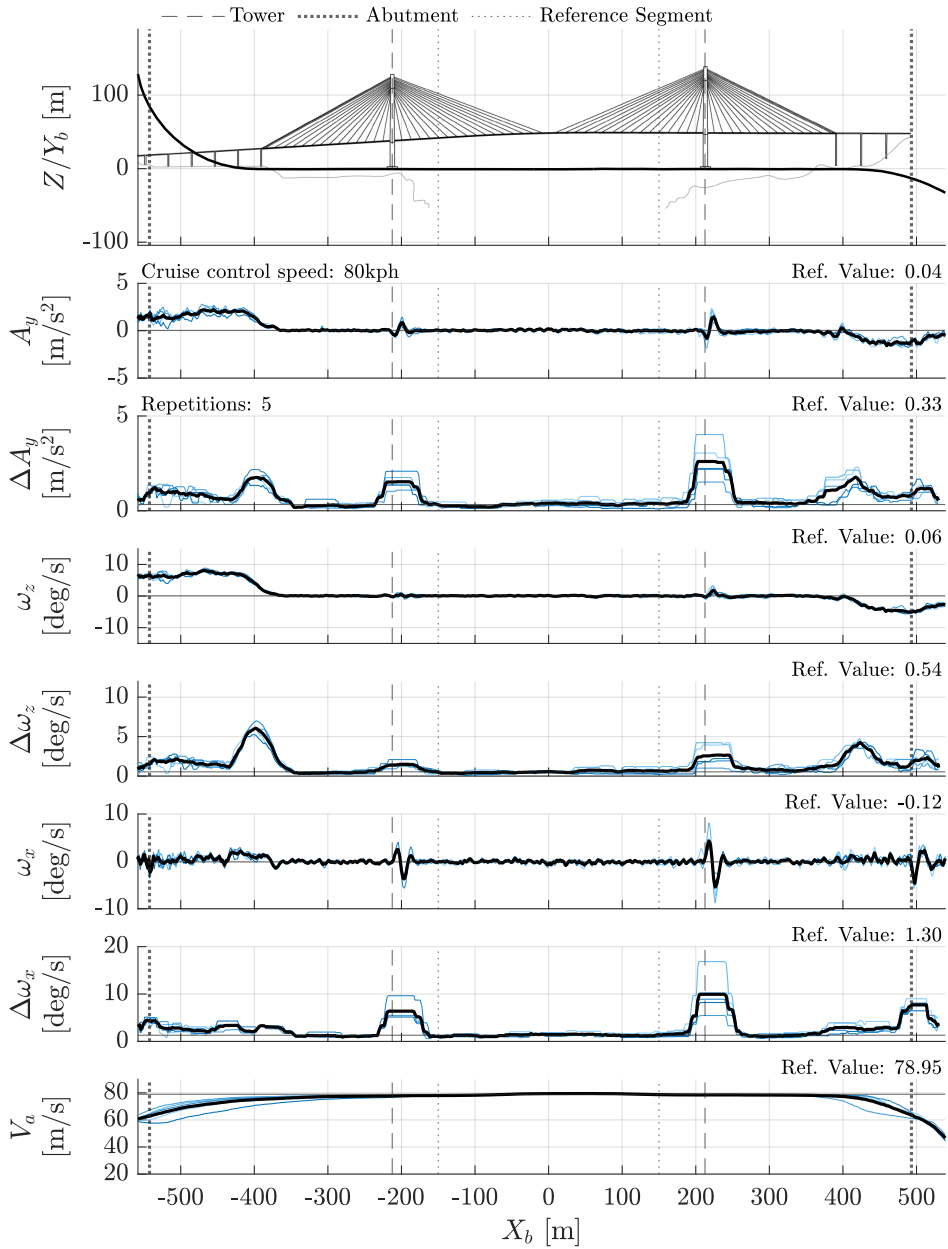 Tower Abutment Reference Segment
Z/Y_b [m]
100
0
-100
Cruise control speed: 80kph Ref. Value: 0.04
A_y [m/s²]
5
0
-5
Repetitions: 5 Ref. Value: 0.33
ΔA_y [m/s²]
5
0
Ref. Value: 0.06
ω_z [deg/s]
10
0
-10
Ref. Value: 0.54
Δω_z [deg/s]
10
5
0
Ref. Value: -0.12
ω_x [deg/s]
10
0
-10
Ref. Value: 1.30
Δω_x [deg/s]
20
10
0
Ref. Value: 78.95
V_a [m/s]
80
60
40
20
-500 -400 -300 -200 -100 0 100 200 300 400 500
X_b [m]